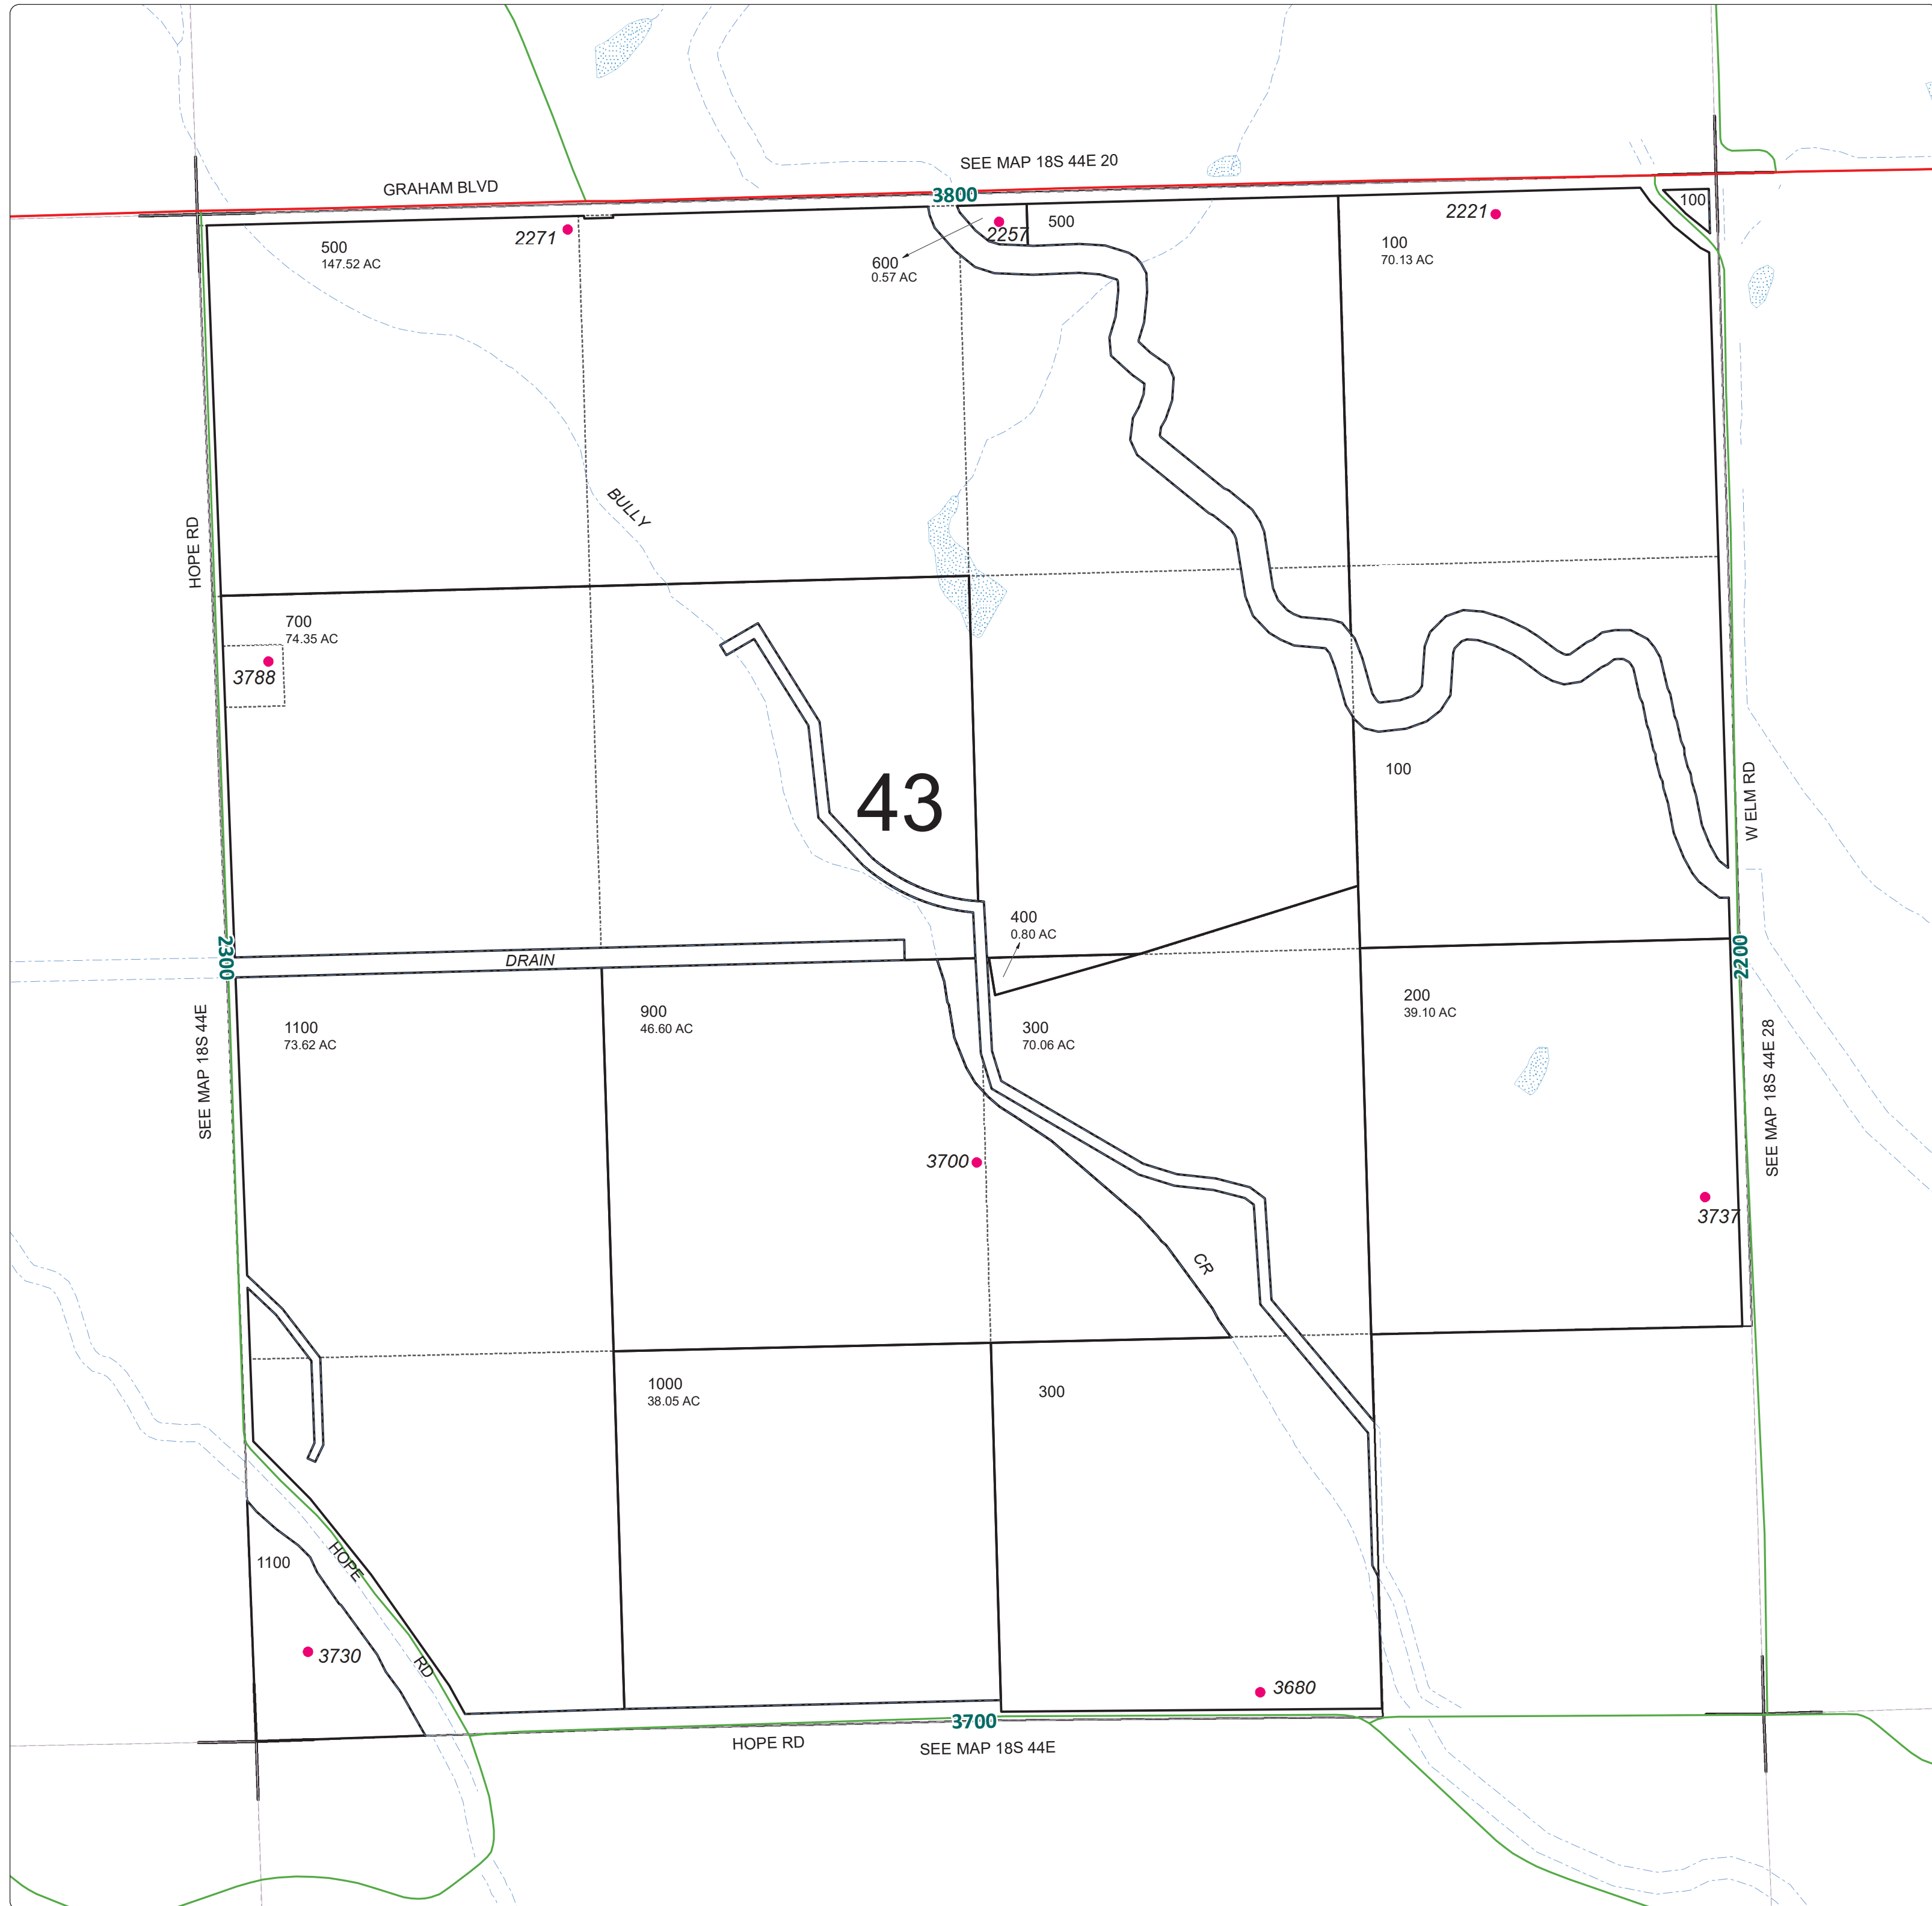 SEE MAP 18S 44E 20
GRAHAM BLVD
3800
100
2271
2257
500
2221
500
147.52 AC
600
0.57 AC
100
70.13 AC
HOPE RD
BULLY
700
74.35 AC
3788
43
100
W ELM RD
400
0.80 AC
2300
DRAIN
2200
SEE MAP 18S 44E
1100
73.62 AC
900
46.60 AC
300
70.06 AC
200
39.10 AC
SEE MAP 18S 44E 28
3700
3737
CR
1000
38.05 AC
300
1100
HOPE
RD
3730
3680
3700
HOPE RD
SEE MAP 18S 44E